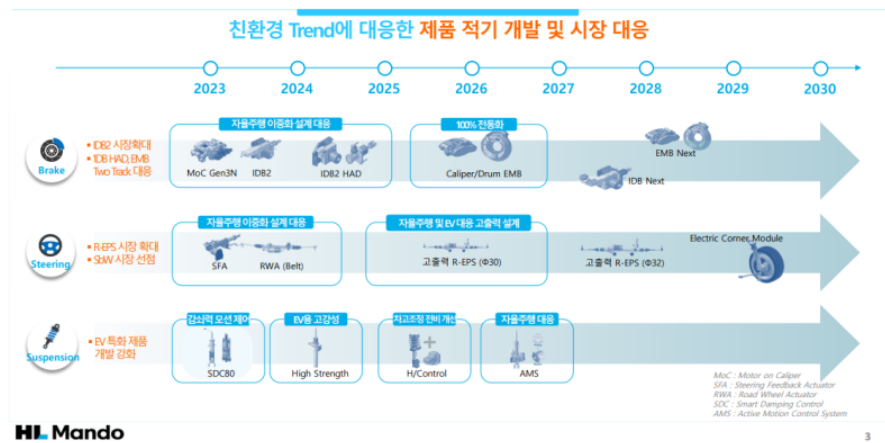 친환경 Trend에 대응한 제품 적기 개발 및 시장 대응
2023 2024 2025 2026 2027 2028 2029 2030
Brake
▪ IDB2 시장확대
▪ IDB HAD, EMB
Two Track 대응
자율주행 이중화 설계 대응
MoC Gen3N
IDB2
IDB2 HAD
100% 전동화
Caliper/Drum EMB
EMB Next
IDB Next
Steering
▪ R-EPS 시장 확대
▪ SbW 시장 선점
자율주행 이중화 설계 대응
SFA
RWA (Belt)
자율주행 및 EV 대응 고출력 설계
고출력 R-EPS (Φ30)
고출력 R-EPS (Φ32)
Electric Corner Module
Suspension
▪ EV 특화 제품
개발 강화
감쇠력 모션 제어
SDC80
EV용 고강성
High Strength
차고조정 전비 개선
H/Control
자율주행 대응
AMS
MoC : Motor on Caliper
SFA : Steering Feedback Actuator
RWA : Road Wheel Actuator
SDC : Smart Damping Control
AMS : Active Motion Control System
HL Mando
3